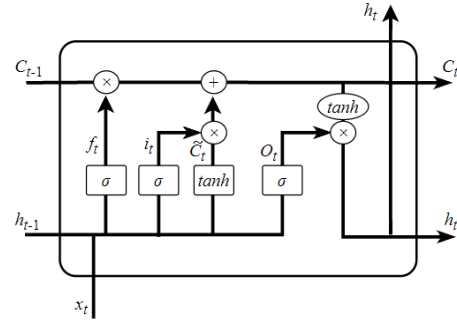 h_t
C_{t-1}
×
+
C_t
tanh
f_t
i_t
×
C̃_t
O_t
×
σ
σ
tanh
σ
h_{t-1}
h_t
x_t